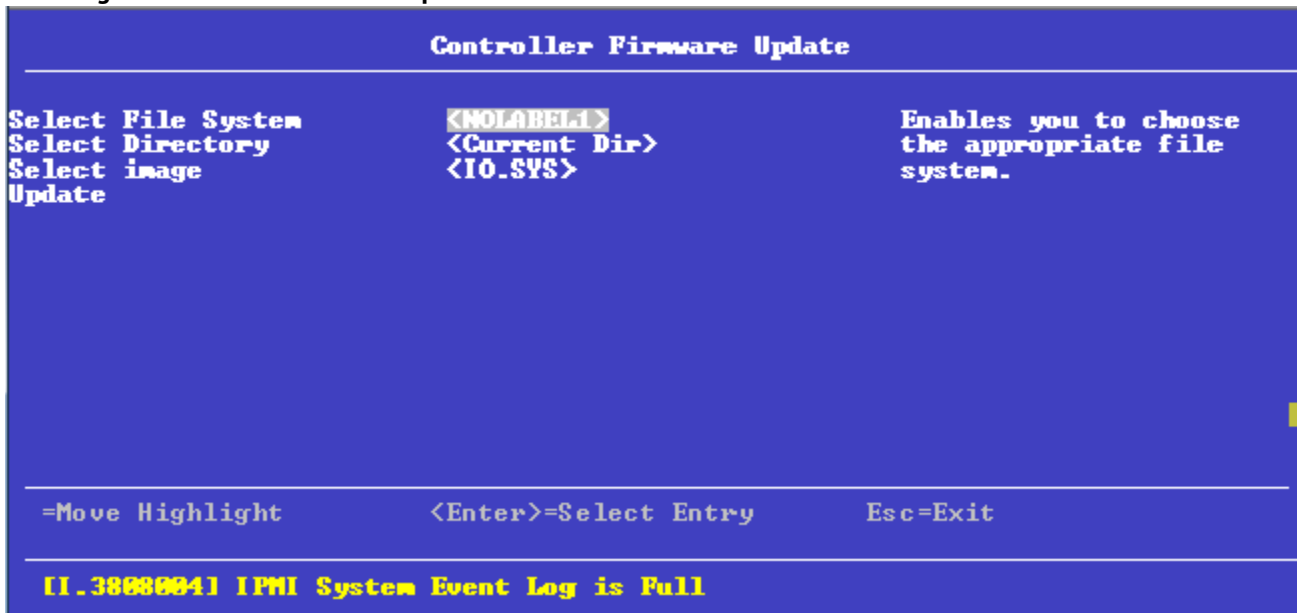 Controller Firmware Update
Select File System <NOLABEL1> Enables you to choose
Select Directory <Current Dir> the appropriate file
Select image <IO.SYS> system.
Update
=Move Highlight <Enter>=Select Entry Esc=Exit
[I.3808004] IPMI System Event Log is Full